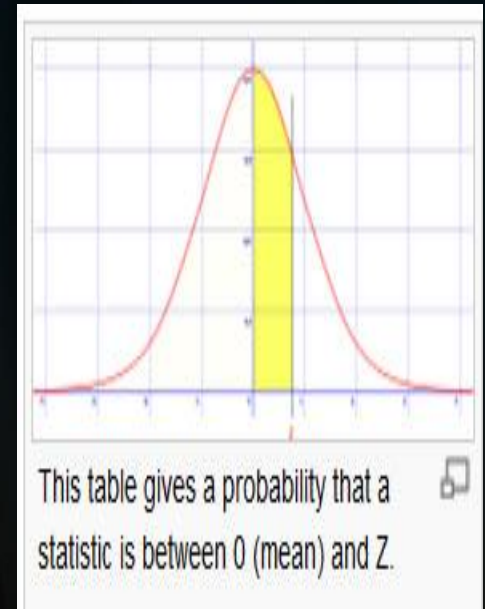 This table gives a probability that a
statistic is between 0 (mean) and Z.